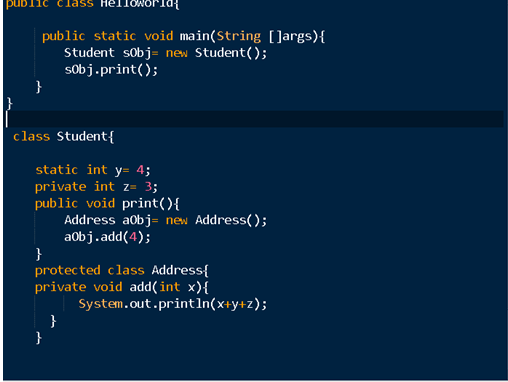 public class HelloWorld{
public static void main(String []args){
Student sObj= new Student();
sObj.print();
}
}
class Student{
static int y= 4;
private int z= 3;
public void print(){
Address aObj= new Address();
aObj.add(4);
}
protected class Address{
private void add(int x){
System.out.println(x+y+z);
}
}